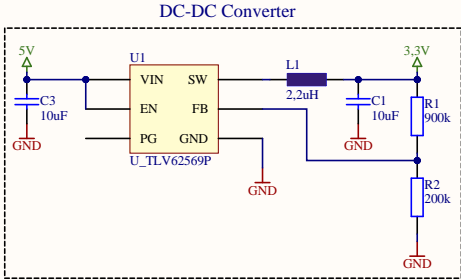 DC-DC Converter
5V
U1
3,3V
VIN
SW
L1
C3
10uF
EN
FB
2,2uH
C1
10uF
R1
900k
PG
GND
GND
U_TLV62569P
GND
GND
R2
200k
GND